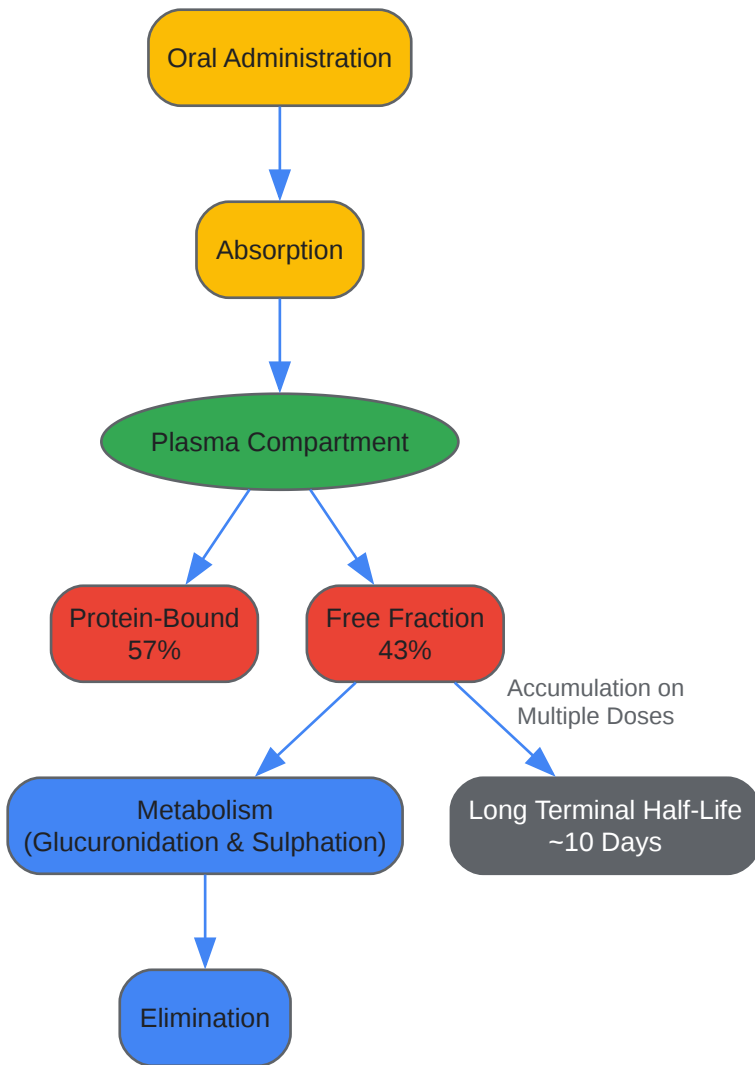 Oral Administration
Absorption
Plasma Compartment
Protein-Bound
57%
Free Fraction
43%
Accumulation on
Multiple Doses
Metabolism
(Glucuronidation & Sulphation)
Long Terminal Half-Life
~10 Days
Elimination